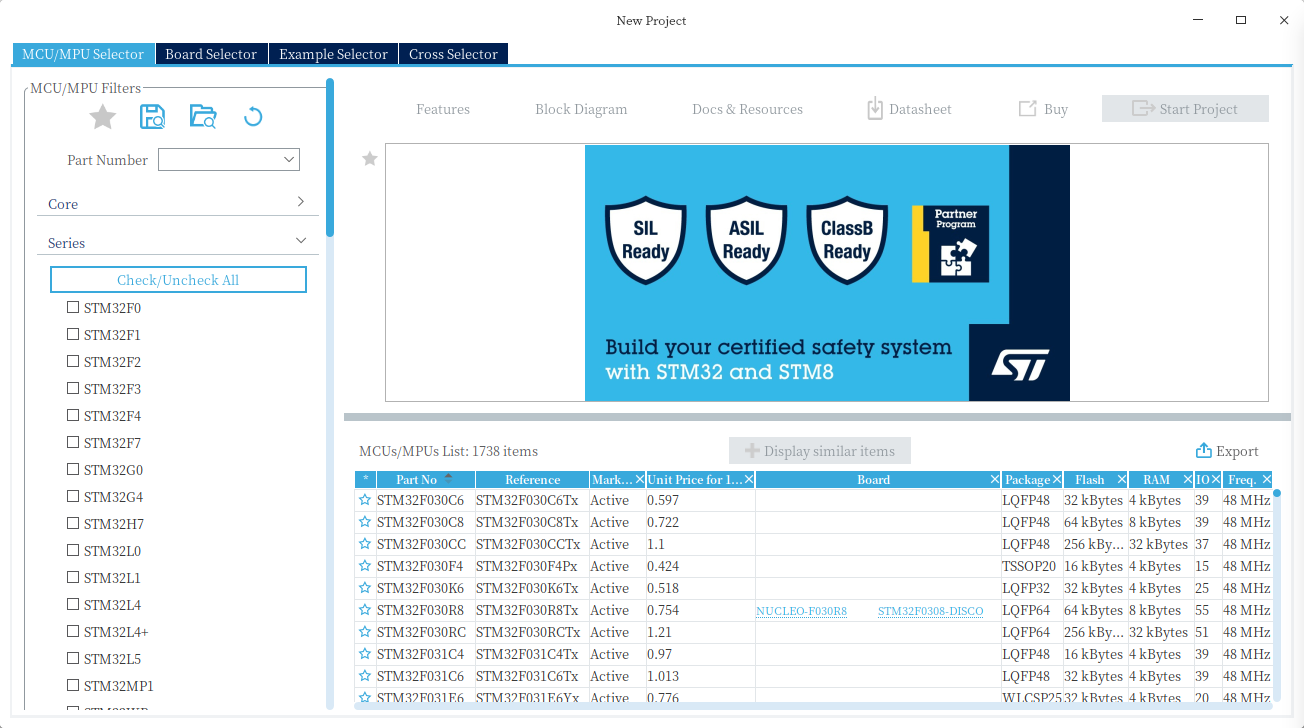 New Project
MCU/MPU Selector Board Selector Example Selector Cross Selector
MCU/MPU Filters
Part Number
Core
Series
Check/Uncheck All
STM32F0
STM32F1
STM32F2
STM32F3
STM32F4
STM32F7
STM32G0
STM32G4
STM32H7
STM32L0
STM32L1
STM32L4
STM32L4+
STM32L5
STM32MP1
Features Block Diagram Docs & Resources Datasheet Buy Start Project
SIL Ready
ASIL Ready
ClassB Ready
Partner Program
Build your certified safety system
with STM32 and STM8
ST
MCUs/MPUs List: 1738 items Display similar items Export
* Part No Reference Mark... Unit Price for 1... Board Package Flash RAM IO Freq.
STM32F030C6 STM32F030C6Tx Active 0.597 LQFP48 32 kBytes 4 kBytes 39 48 MHz
STM32F030C8 STM32F030C8Tx Active 0.722 LQFP48 64 kBytes 8 kBytes 39 48 MHz
STM32F030CC STM32F030CCTx Active 1.1 LQFP48 256 kBy... 32 kBytes 37 48 MHz
STM32F030F4 STM32F030F4Px Active 0.424 TSSOP20 16 kBytes 4 kBytes 15 48 MHz
STM32F030K6 STM32F030K6Tx Active 0.518 LQFP32 32 kBytes 4 kBytes 25 48 MHz
STM32F030R8 STM32F030R8Tx Active 0.754 NUCLEO-F030R8 STM32F0308-DISCO LQFP64 64 kBytes 8 kBytes 55 48 MHz
STM32F030RC STM32F030RCTx Active 1.21 LQFP64 256 kBy... 32 kBytes 51 48 MHz
STM32F031C4 STM32F031C4Tx Active 0.97 LQFP48 16 kBytes 4 kBytes 39 48 MHz
STM32F031C6 STM32F031C6Tx Active 1.013 LQFP48 32 kBytes 4 kBytes 39 48 MHz
STM32F031E6 STM32F031E6Yx Active 0.776 WLCSP25 32 kBytes 4 kBytes 20 48 MHz